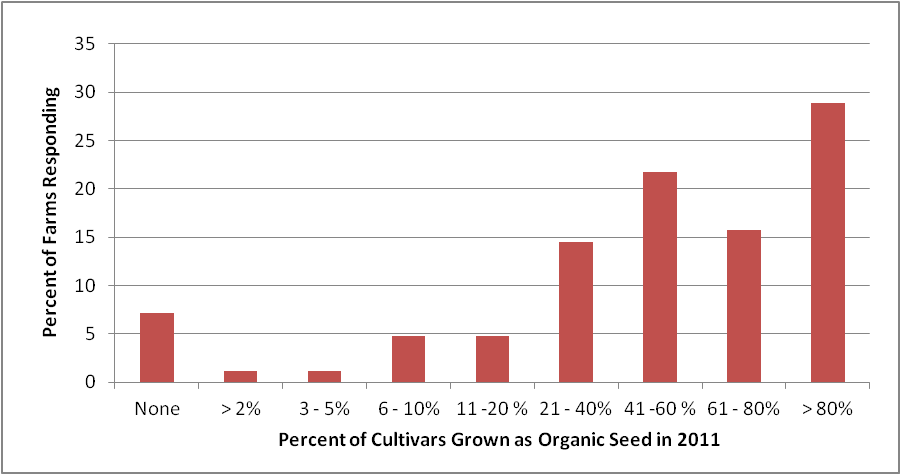 35
30
25
20
15
10
5
0
Percent of Farms Responding
None > 2% 3 - 5% 6 - 10% 11 -20 % 21 - 40% 41 -60 % 61 - 80% > 80%
Percent of Cultivars Grown as Organic Seed in 2011